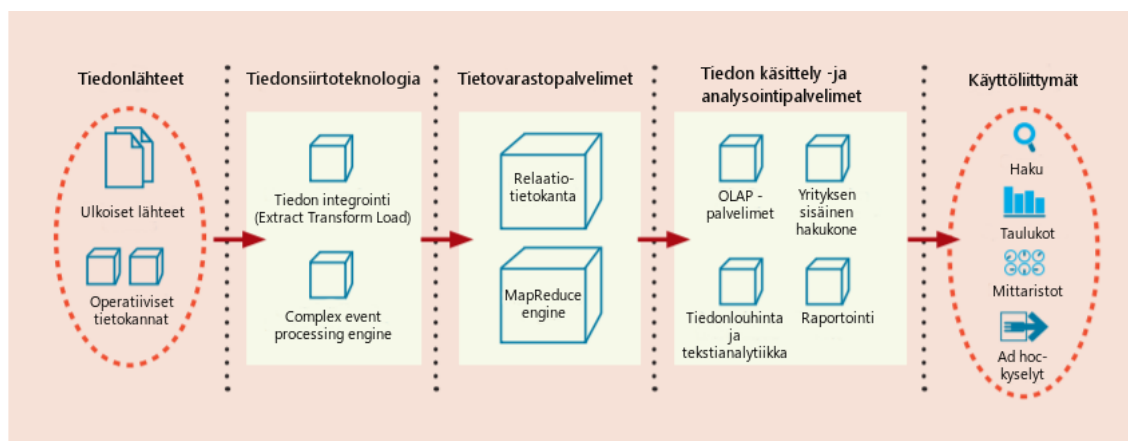 Tiedonlähteet
Ulkoiset lähteet
Operatiiviset
tietokannat
Tiedonsiirtoteknologia
Tiedon integrointi
(Extract Transform Load)
Complex event
processing engine
Tietovarastopalvelimet
Relaatio-
tietokanta
MapReduce
engine
Tiedon käsittely -ja
analysointipalvelimet
OLAP -
palvelimet
Yrityksen
sisäinen
hakukone
Tiedonlouhinta
ja
tekstianalytiikka
Raportointi
Käyttöliittymät
Haku
Taulukot
Mittaristot
Ad hoc-
kyselyt